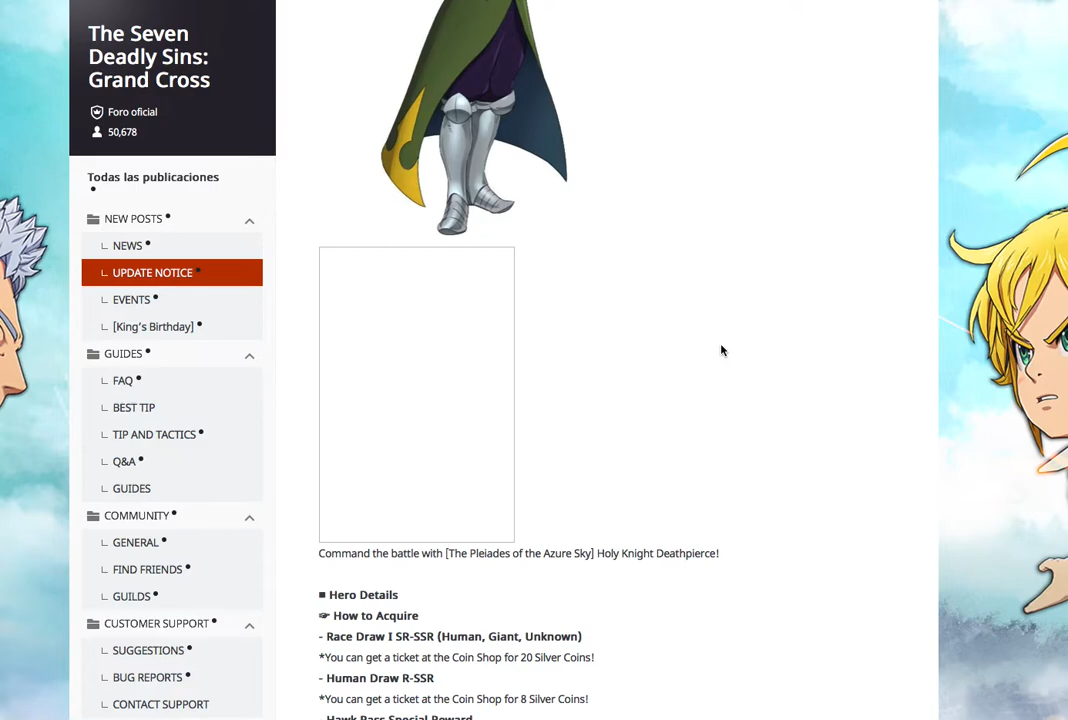 The Seven
Deadly Sins:
Grand Cross
Foro oficial
50,678
Todas las publicaciones
NEW POSTS
NEWS
UPDATE NOTICE
EVENTS
[King's Birthday]
GUIDES
FAQ
BEST TIP
TIP AND TACTICS
Q&A
GUIDES
COMMUNITY
GENERAL
FIND FRIENDS
GUILDS
CUSTOMER SUPPORT
SUGGESTIONS
BUG REPORTS
CONTACT SUPPORT
Command the battle with [The Pleiades of the Azure Sky] Holy Knight Deathpierce!
■ Hero Details
☞ How to Acquire
- Race Draw I SR-SSR (Human, Giant, Unknown)
*You can get a ticket at the Coin Shop for 20 Silver Coins!
- Human Draw R-SSR
*You can get a ticket at the Coin Shop for 8 Silver Coins!
- Hawk Pass Special Reward